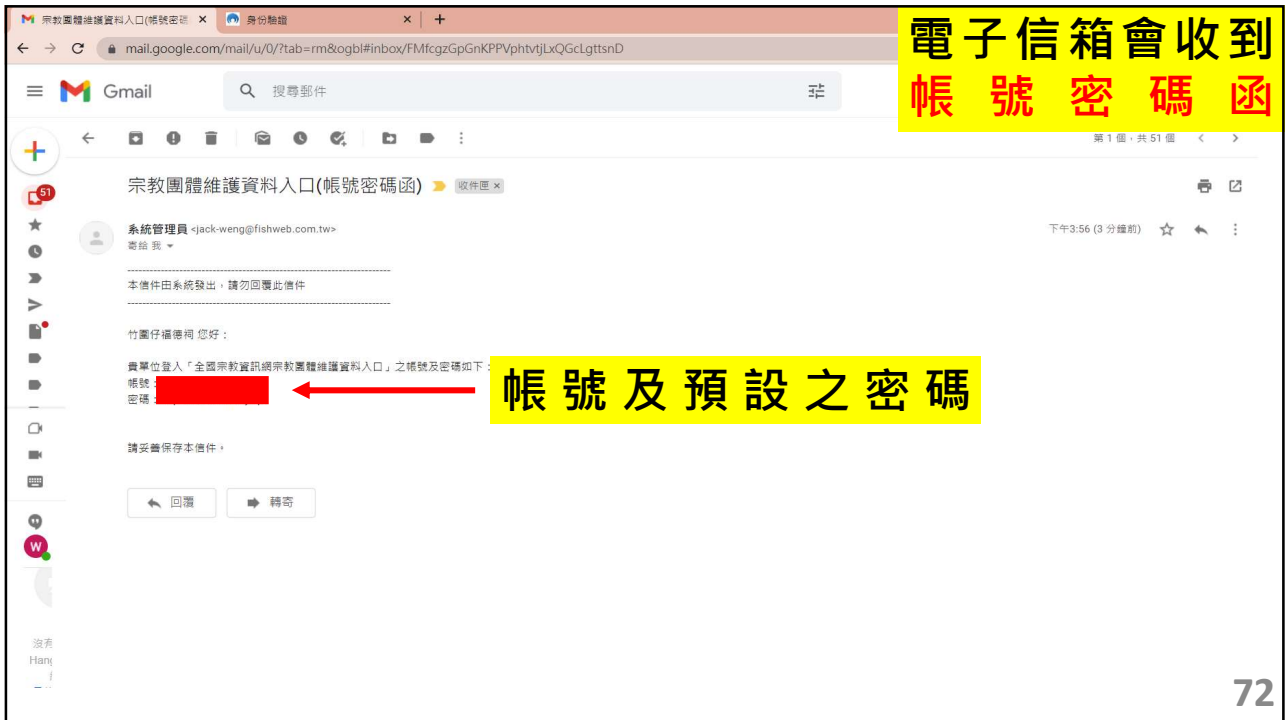 宗教團體維護資料入口(帳號密碼
身份驗證
電子信箱會收到
帳號密碼函
mail.google.com/mail/u/0/?tab=rm&ogbl#inbox/FMfcgzGpGnKPPVphtvtjLxQGcLgttsnD
Gmail
搜尋郵件
第 1 個，共 51 個
51
宗教團體維護資料入口(帳號密碼函)
收件匣 ×
系統管理員 <jack-weng@fishweb.com.tw>
下午3:56 (3 分鐘前)
寄給 我
----------------------------------------------------------------------
本信件由系統發出，請勿回覆此信件
----------------------------------------------------------------------
竹圍仔福德祠 您好：
貴單位登入「全國宗教資訊網宗教團體維護資料入口」之帳號及密碼如下：
帳號：
密碼：
帳號及預設之密碼
請妥善保存本信件。
回覆
轉寄
W
沒有
Hang
72